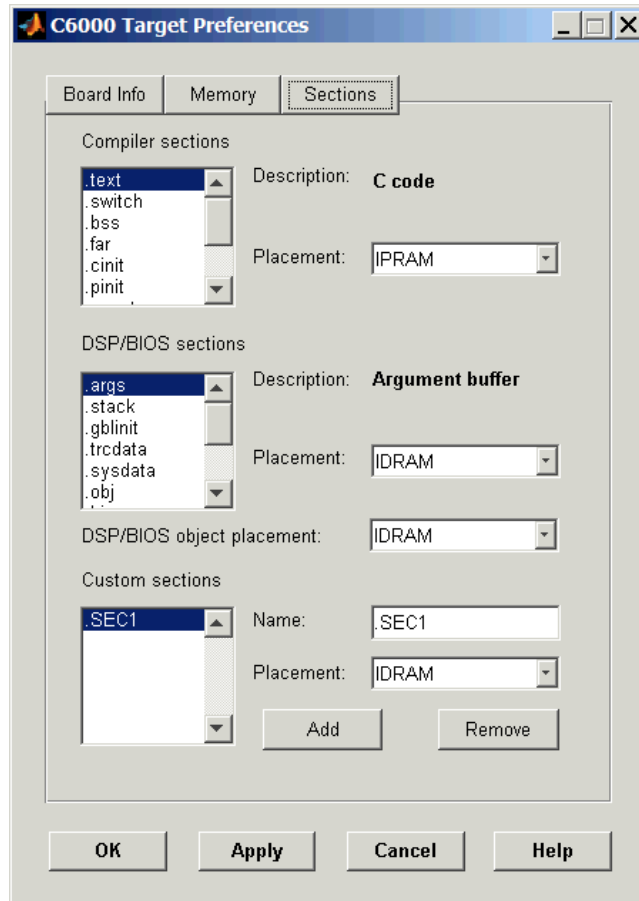 C6000 Target Preferences
Board Info Memory Sections
Compiler sections
.text
.switch
.bss
.far
.cinit
.pinit
Description: C code
Placement: IPRAM
DSP/BIOS sections
.args
.stack
.gblinit
.trcdata
.sysdata
.obj
Description: Argument buffer
Placement: IDRAM
DSP/BIOS object placement: IDRAM
Custom sections
.SEC1
Name: .SEC1
Placement: IDRAM
Add Remove
OK Apply Cancel Help